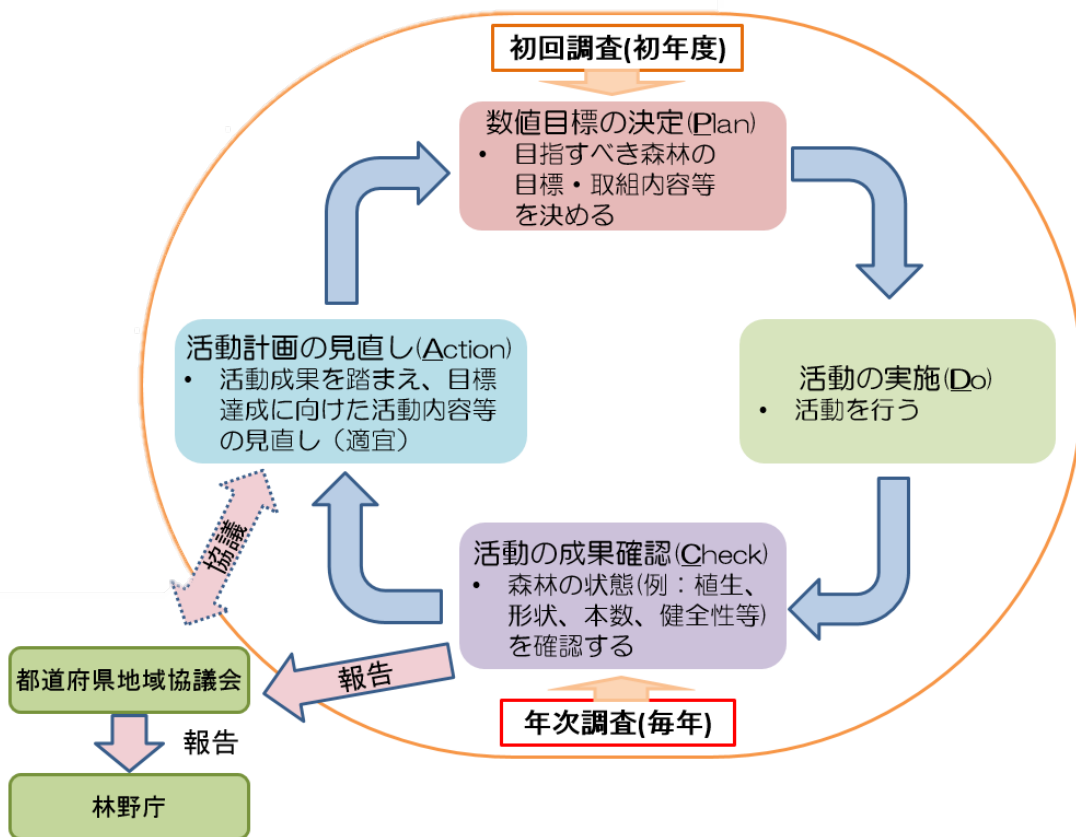 初回調査(初年度)
数値目標の決定(Plan)
• 目指すべき森林の
目標・取組内容等
を決める
活動計画の見直し(Action)
• 活動成果を踏まえ、目標
達成に向けた活動内容等
の見直し（適宜）
活動の実施(Do)
• 活動を行う
活動の成果確認(Check)
• 森林の状態(例：植生、
形状、本数、健全性等)
を確認する
協議
報告
年次調査(毎年)
都道府県地域協議会
報告
林野庁